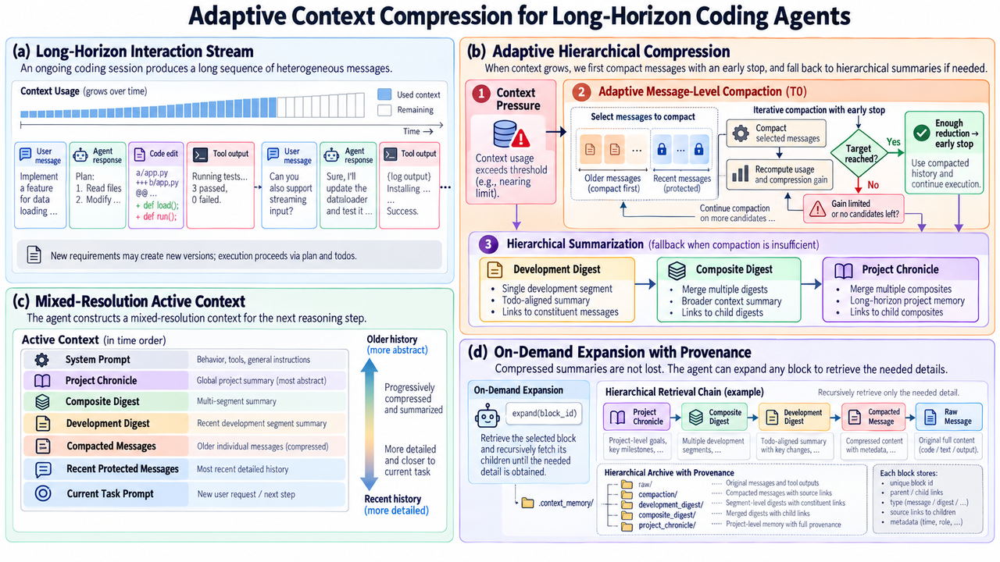 Adaptive Context Compression for Long-Horizon Coding Agents
(a) Long-Horizon Interaction Stream
An ongoing coding session produces a long sequence of heterogeneous messages.
Context Usage (grows over time)
Used context
Remaining
Time →
User message
Implement
a feature
for data
loading ...
Agent response
Plan:
1. Read files
2. Modify ...
Code edit
a/app.py
+++ b/app.py
@@ ...
+ def load();
+ def run();
Tool output
Running tests...
3 passed,
0 failed.
User message
Can you
also support
streaming
input?
Agent response
Sure, I'll
update the
dataloader
and test it ...
Tool output
{log output}
Installing ...
...
Success.
...
New requirements may create new versions; execution proceeds via plan and todos.
(b) Adaptive Hierarchical Compression
When context grows, we first compact messages with an early stop, and fall back to hierarchical summaries if needed.
1 Context
Pressure
Context usage
exceeds threshold
(e.g., nearing
limit).
2 Adaptive Message-Level Compaction (T0)
Select messages to compact
...
...
Older messages
(compact first)
Recent messages
(protected)
Iterative compaction with early stop
Compact
selected messages
Recompute usage
and compression gain
Target
reached?
Yes
No
Enough
reduction →
early stop
Use compacted
history and
continue execution.
Gain limited
or no candidates left?
Continue compaction
on more candidates ...
3 Hierarchical Summarization (fallback when compaction is insufficient)
Development Digest
• Single development segment
• Todo-aligned summary
• Links to constituent messages
Composite Digest
• Merge multiple digests
• Broader context summary
• Links to child digests
Project Chronicle
• Merge multiple composites
• Long-horizon project memory
• Links to child composites
(c) Mixed-Resolution Active Context
The agent constructs a mixed-resolution context for the next reasoning step.
Active Context (in time order)
System Prompt Behavior, tools, general instructions
Project Chronicle Global project summary (most abstract)
Composite Digest Multi-segment summary
Development Digest Recent development segment summary
Compacted Messages Older individual messages (compressed)
Recent Protected Messages Most recent detailed history
Current Task Prompt New user request / next step
Older history
(more abstract)
Progressively
compressed
and summarized
More detailed
and closer to
current task
Recent history
(more detailed)
(d) On-Demand Expansion with Provenance
Compressed summaries are not lost. The agent can expand any block to retrieve the needed details.
On-Demand Expansion
expand(block_id)
Retrieve the selected block
and recursively fetch its
children until the needed
detail is obtained.
Hierarchical Retrieval Chain (example)
Recursively retrieve only the needed detail.
Project
Chronicle
Composite
Digest
Development
Digest
Compacted
Message
Raw
Message
Project-level goals,
key milestones, ...
Multiple development
segments, ...
Todo-aligned summary
with key changes, ...
Compressed content
with metedata, ...
Original full content
(code / text / output).
.context_memory/
Hierarchical Archive with Provenance
raw/ Original messages and tool outputs
compaction/ Compacted messages with source links
development_digest/ Segment-level digests with constituent links
composite_digest/ Merged digests with child links
project_chronicle/ Project-level memory with full provenance
Each block stores:
• unique block id
• parent / child links
• type (message / digest / ...)
• source links to children
• metadata (time, role, ...)